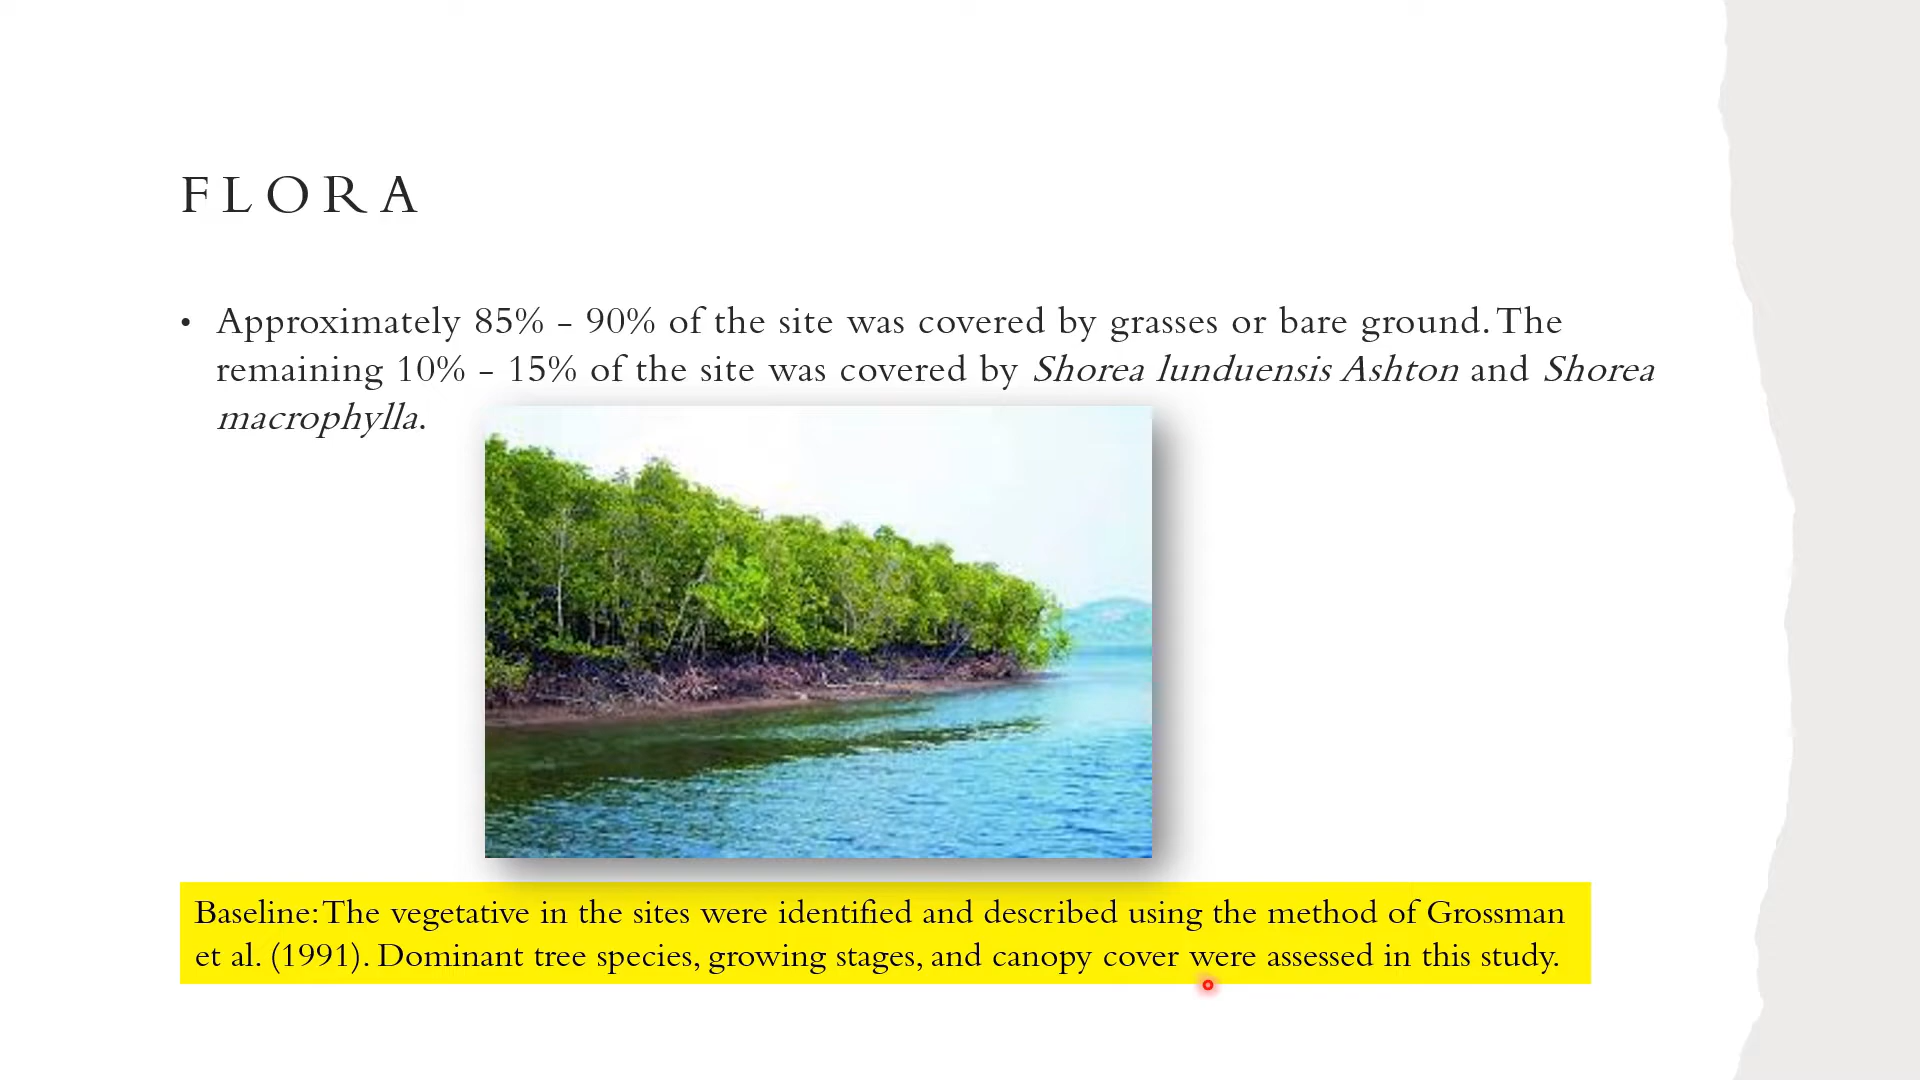 FLORA
• Approximately 85% – 90% of the site was covered by grasses or bare ground. The
remaining 10% – 15% of the site was covered by Shorea lunduensis Ashton and Shorea
macrophylla.
Baseline: The vegetative in the sites were identified and described using the method of Grossman
et al. (1991). Dominant tree species, growing stages, and canopy cover were assessed in this study.